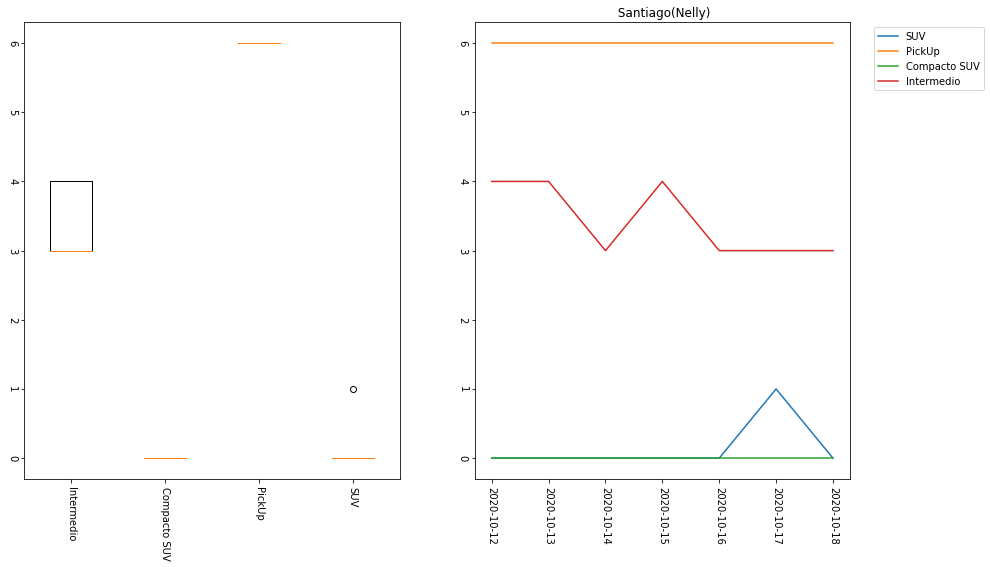 6
5
4
3
2
1
0
Intermedio
Compacto SUV
PickUp
SUV
Santiago(Nelly)
6
5
4
3
2
1
0
2020-10-12
2020-10-13
2020-10-14
2020-10-15
2020-10-16
2020-10-17
2020-10-18
SUV
PickUp
Compacto SUV
Intermedio